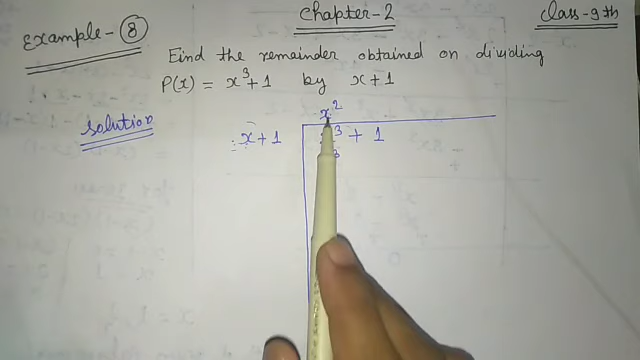 Chapter-2
Class-9th
Example-8
Find the remainder obtained on dividing
P(x) = x³+1 by x+1
Solution
x²
x+1 x³ + 1